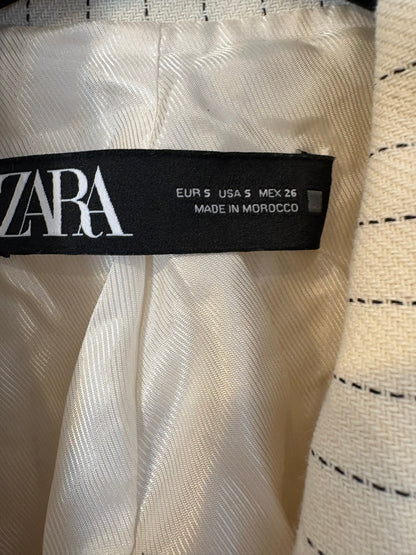 ZARA
EUR S USA S MEX 26
MADE IN MOROCCO